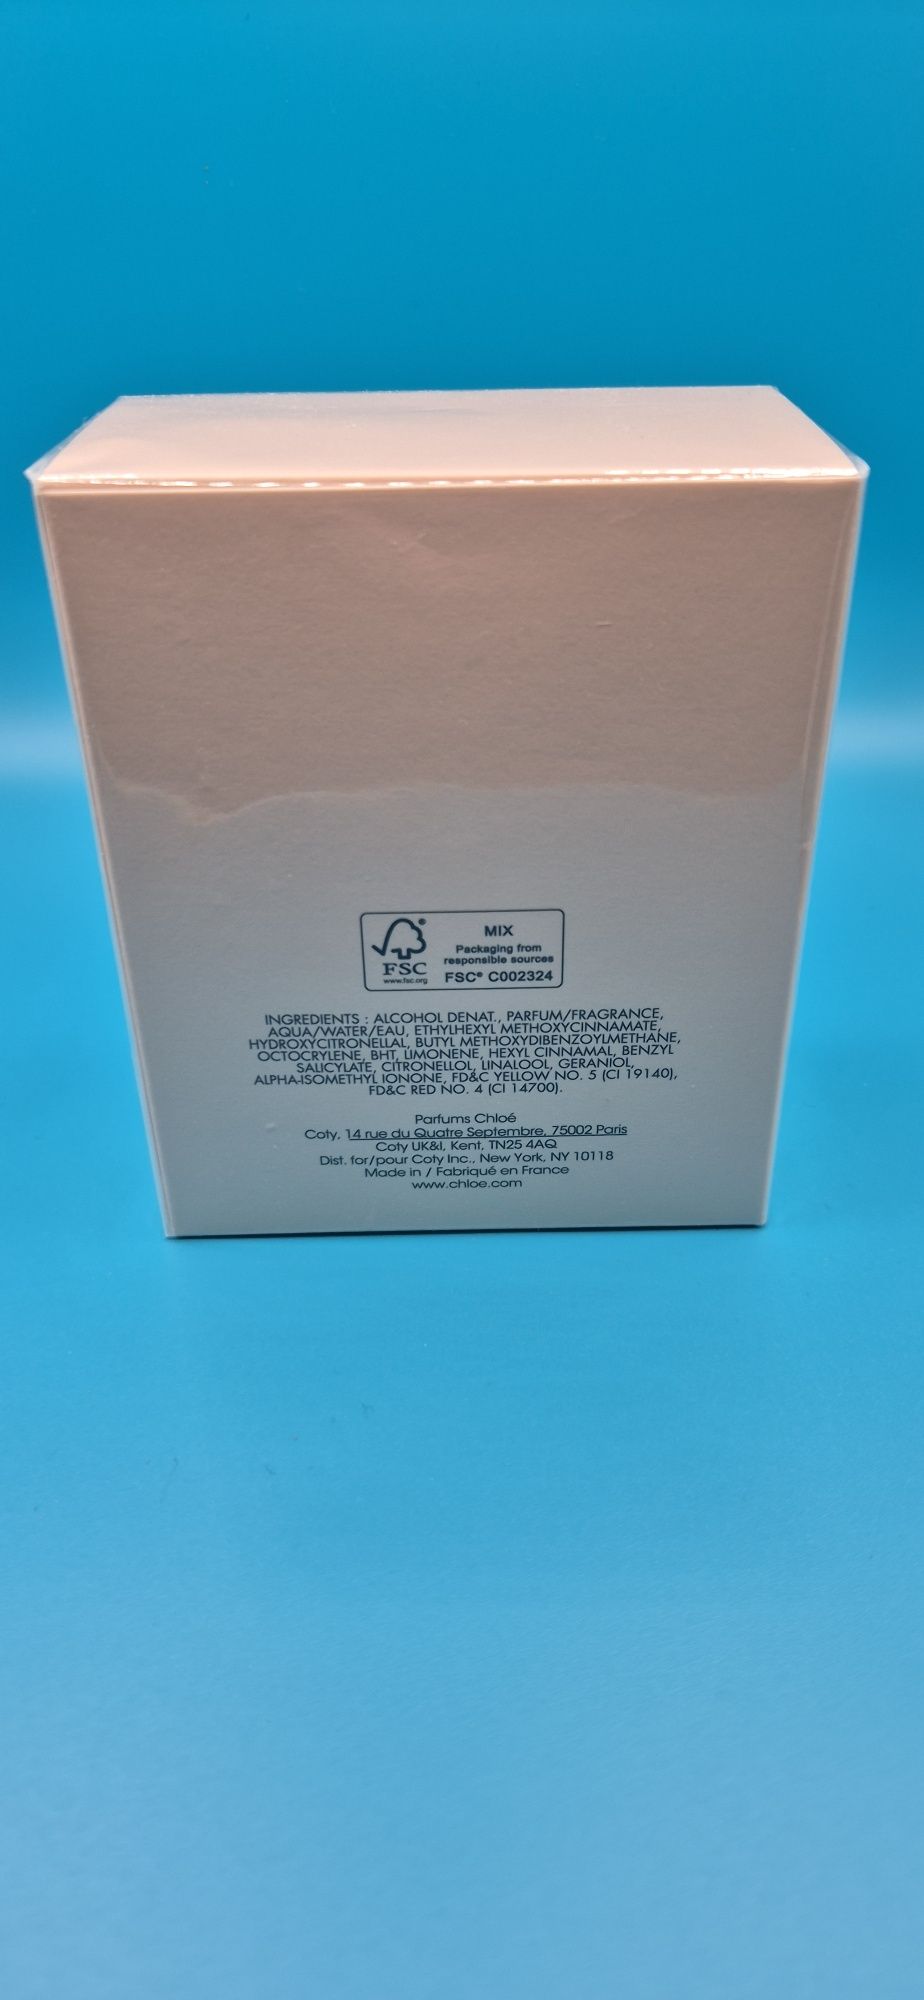 MIX
Packaging from
responsible sources
FSC® C002324
FSC®
www.fsc.org
INGREDIENTS : ALCOHOL DENAT., PARFUM/FRAGRANCE,
AQUA/WATER/EAU, ETHYLHEXYL METHOXYCINNAMATE,
HYDROXYCITRONELLAL, BUTYL METHOXYDIBENZOYLMETHANE,
OCTOCRYLENE, BHT, LIMONENE, HEXYL CINNAMAL, BENZYL
SALICYLATE, CITRONELLOL, LINALOOL, GERANIOL,
ALPHA-ISOMETHYL IONONE, FD&C YELLOW NO. 5 (CI 19140),
FD&C RED NO. 4 (CI 14700).
Parfums Chloé
Coty, 14 rue du Quatre Septembre, 75002 Paris
Coty UK&I, Kent, TN25 4AQ
Dist. for/pour Coty Inc., New York, NY 10118
Made in / Fabriqué en France
www.chloe.com